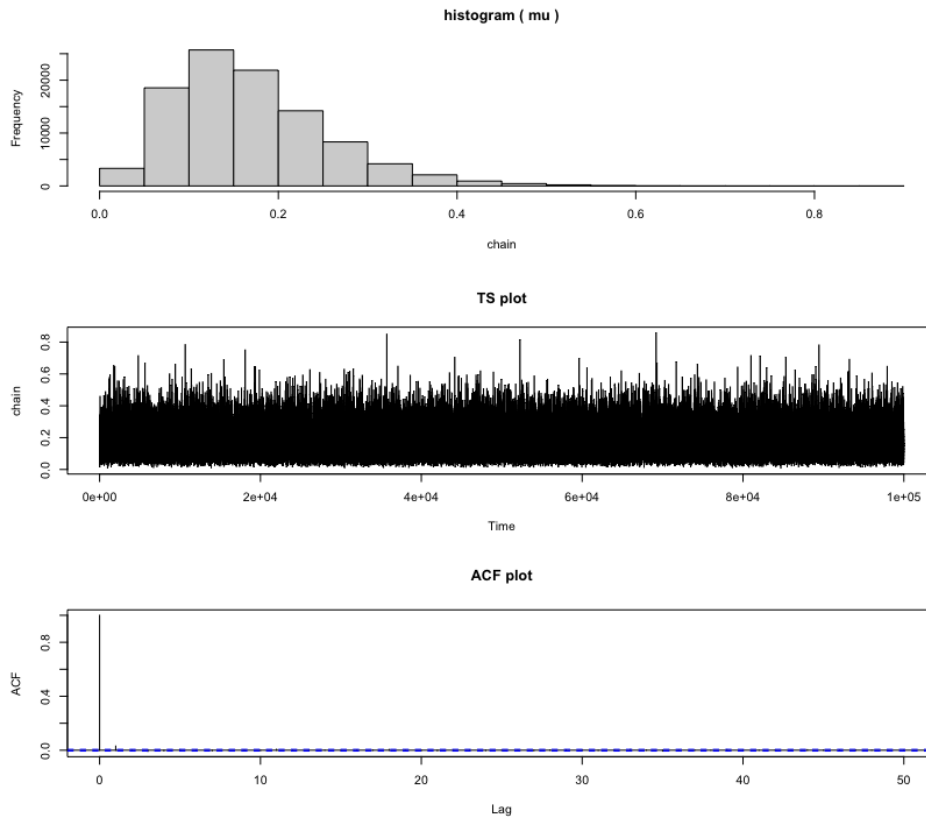 histogram ( mu )
Frequency
20000
10000
0
0.0 0.2 0.4 0.6 0.8
chain
TS plot
chain
0.8
0.6
0.4
0.2
0.0
0e+00 2e+04 4e+04 6e+04 8e+04 1e+05
Time
ACF plot
ACF
0.8
0.4
0.0
0 10 20 30 40 50
Lag